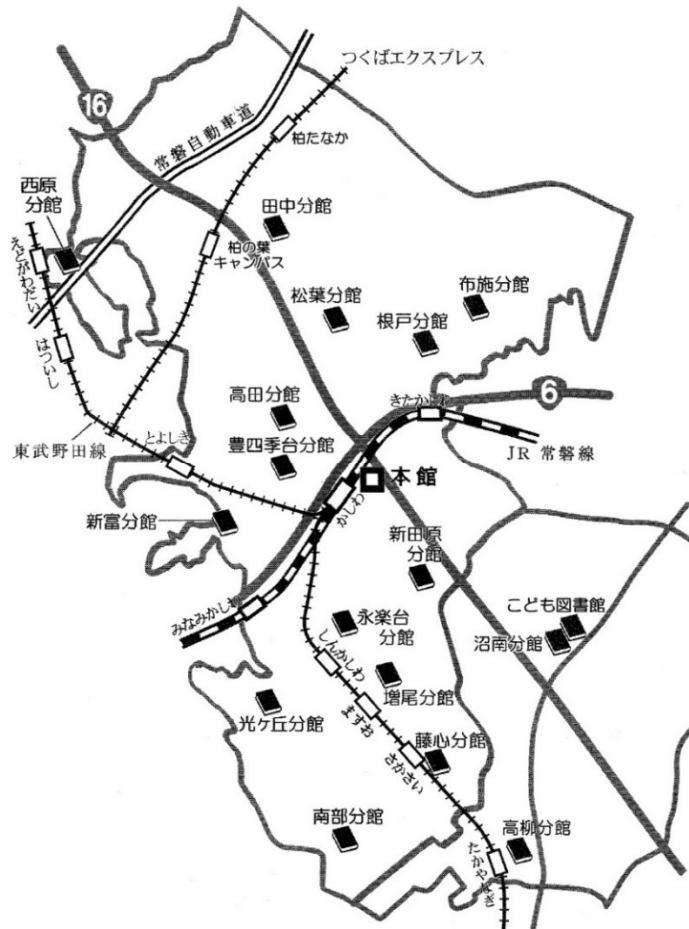 つくばエクスプレス
16
常磐自動車道
柏たなか
西原
分館
田中分館
えどがわだい
柏の葉
キャンパス
布施分館
松葉分館
根戸分館
はつついし
6
きたかしわ
高田分館
東武野田線
とよしき
豊四季台分館
JR 常磐線
本館
かしわ
新富分館
新田原
分館
こども図書館
みなみかしわ
永楽台
分館
沼南分館
しんかしわ
増尾分館
光ヶ丘分館
ますお
藤心分館
さかさい
南部分館
高柳分館
たかやなぎ